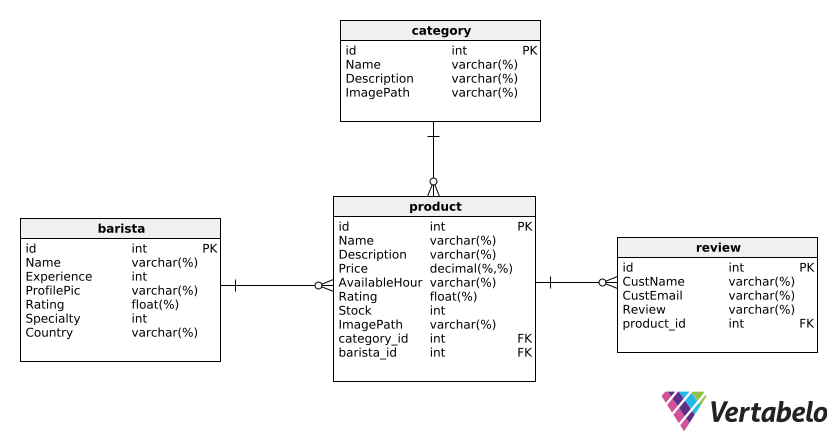 category
id int PK
Name varchar(%)
Description varchar(%)
ImagePath varchar(%)
barista
id int PK
Name varchar(%)
Experience int
ProfilePic varchar(%)
Rating float(%)
Specialty int
Country varchar(%)
product
id int PK
Name varchar(%)
Description varchar(%)
Price decimal(%,%)
AvailableHour varchar(%)
Rating float(%)
Stock int
ImagePath varchar(%)
category_id int FK
barista_id int FK
review
id int PK
CustName varchar(%)
CustEmail varchar(%)
Review varchar(%)
product_id int FK
Vertabelo